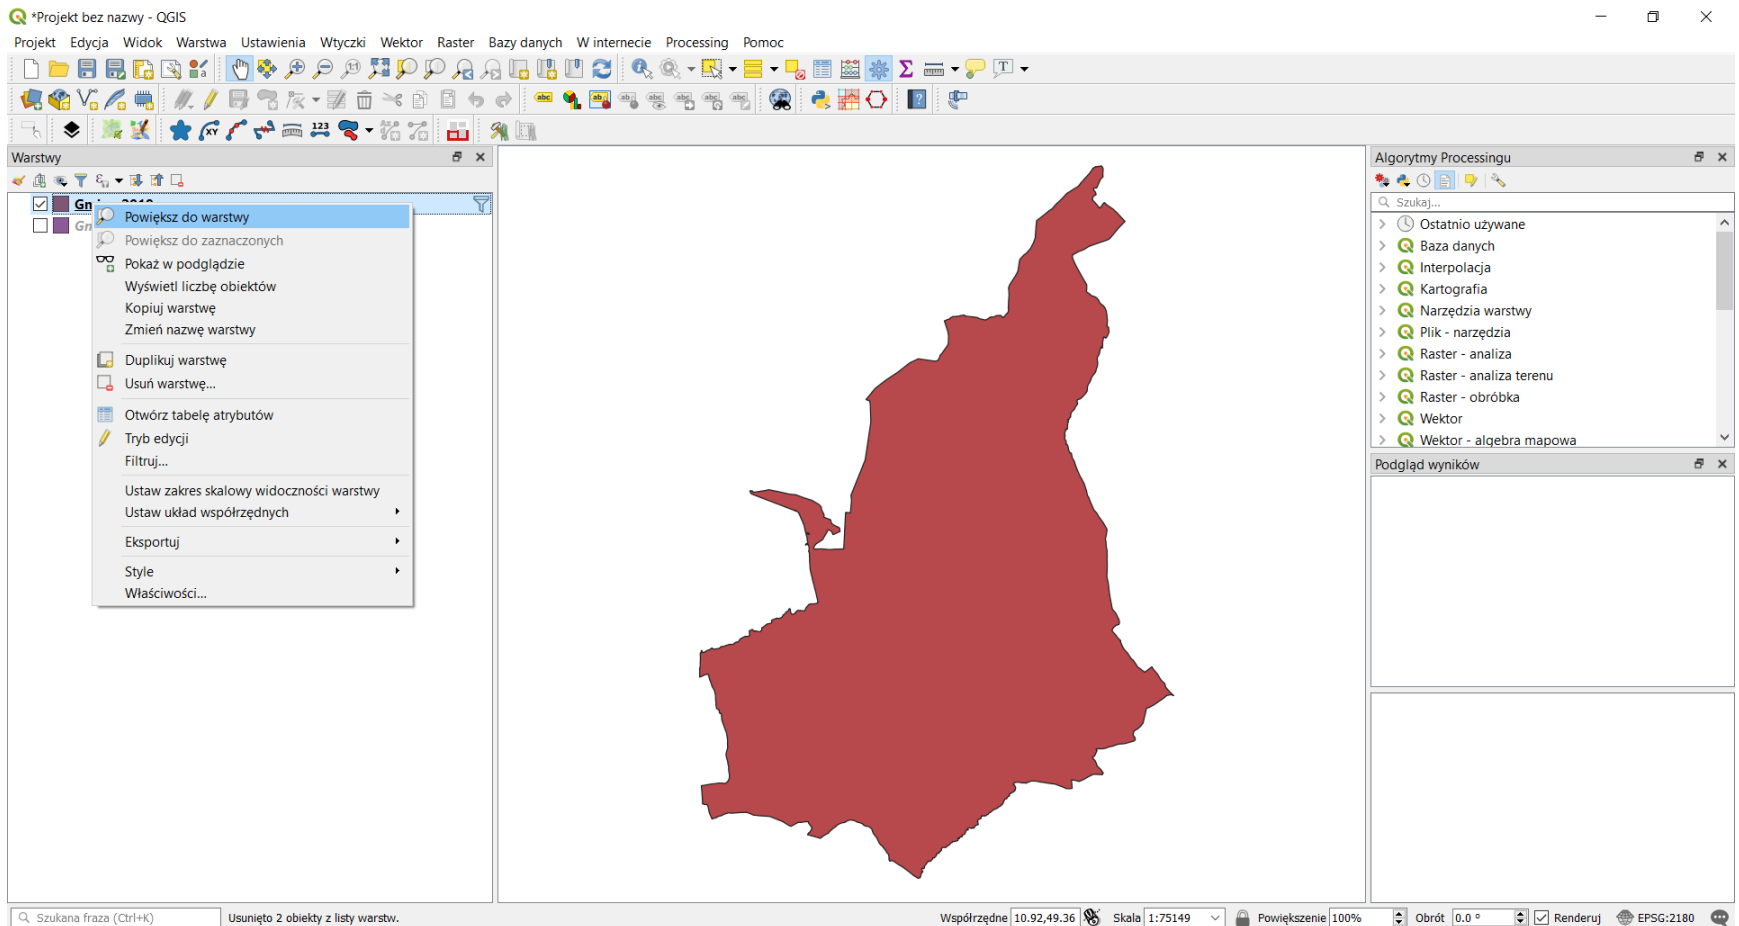 *Projekt bez nazwy - QGIS
Projekt Edycja Widok Warstwa Ustawienia Wtyczki Wektor Raster Bazy danych W internecie Processing Pomoc
Warstwy
Powiększ do warstwy
Powiększ do zaznaczonych
Pokaż w podglądzie
Wyświetl liczbę obiektów
Kopiuj warstwę
Zmień nazwę warstwy
Duplikuj warstwę
Usuń warstwę...
Otwórz tabelę atrybutów
Tryb edycji
Filtruj...
Ustaw zakres skalowy widoczności warstwy
Ustaw układ współrzędnych
Eksportuj
Style
Właściwości...
Algorytmy Processingu
Szukaj...
Ostatnio używane
Baza danych
Interpolacja
Kartografia
Narzędzia warstwy
Plik - narzędzia
Raster - analiza
Raster - analiza terenu
Raster - obróbka
Wektor
Wektor - algebra mapowa
Podgląd wyników
Szukana fraza (Ctrl+K) Usunięto 2 obiekty z listy warstw. Współrzędne 10.92,49.36 Skala 1:75149 Powiększenie 100% Obrót 0.0 ° Renderuj EPSG:2180